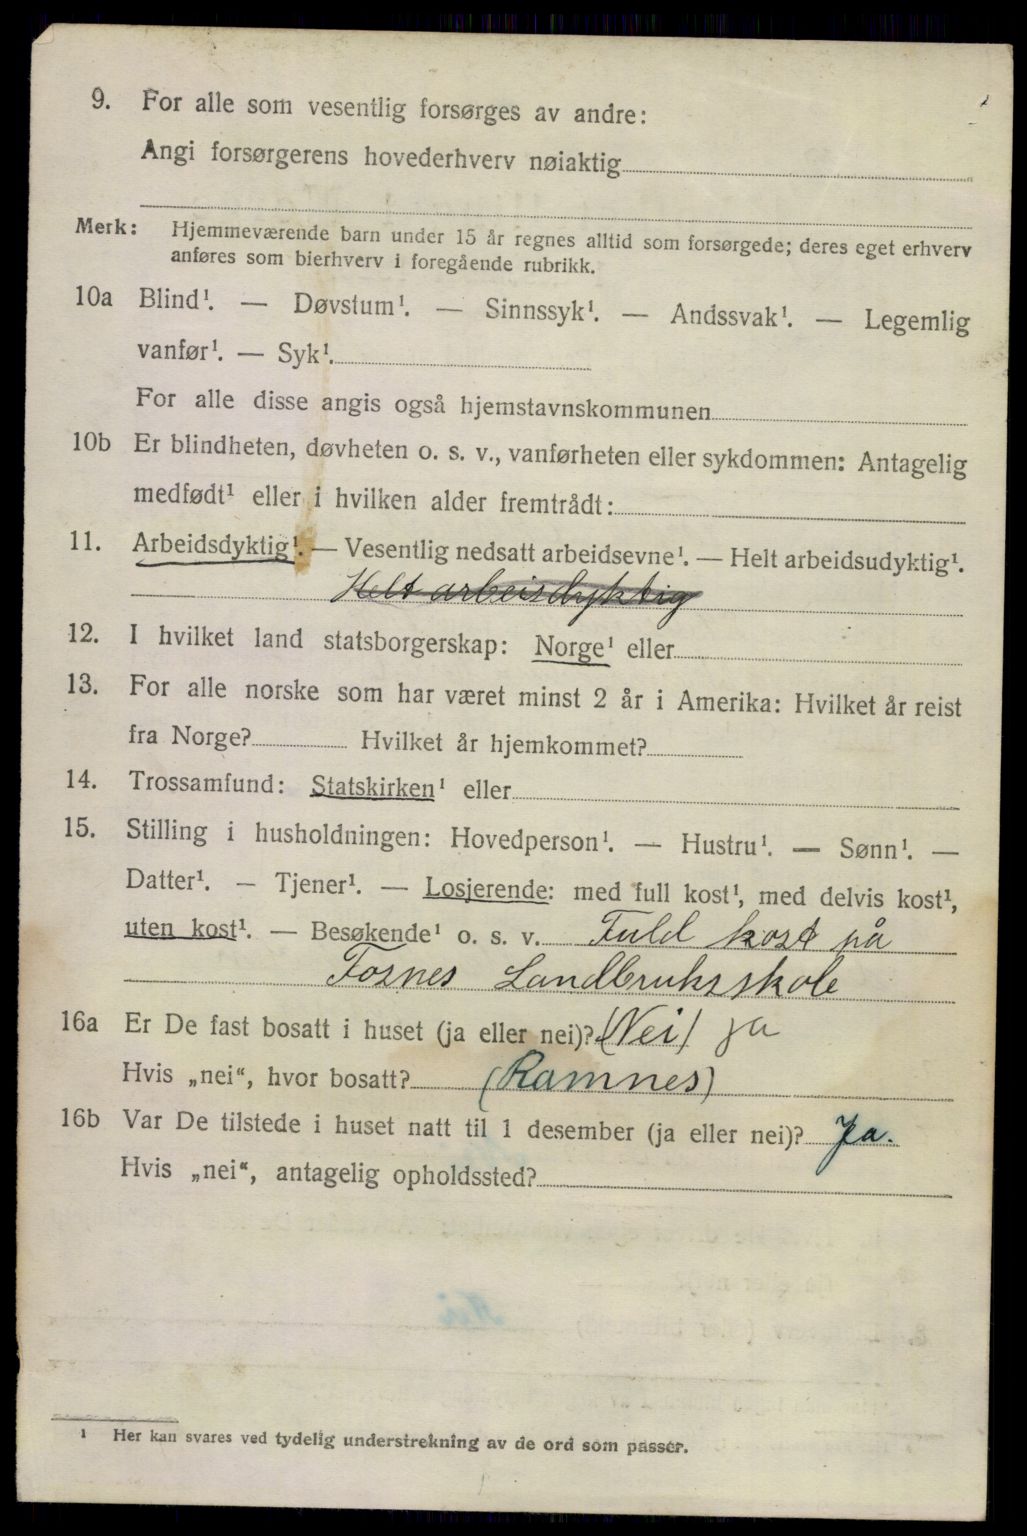 9. For alle som vesentlig forsørges av andre:
Angi forsørgerens hovederhverv nøiaktig
Merk: Hjemmeværende barn under 15 år regnes alltid som forsørgede; deres eget erhverv
anføres som bierhverv i foregående rubrikk.
10a Blind¹. — Døvstum¹. — Sinnssyk¹. — Andssvak¹. — Legemlig
vanfør¹. — Syk¹.
For alle disse angis også hjemstavnskommunen
10b Er blindheten, døvheten o. s. v., vanførheten eller sykdommen: Antagelig
medfødt¹ eller i hvilken alder fremtrådt:
11. Arbeidsdyktig¹. — Vesentlig nedsatt arbeidsevne¹. — Helt arbeidsudyktig¹.
Helt arbeisdyktig
12. I hvilket land statsborgerskap: Norge¹ eller
13. For alle norske som har været minst 2 år i Amerika: Hvilket år reist
fra Norge? Hvilket år hjemkommet?
14. Trossamfund: Statskirken¹ eller
15. Stilling i husholdningen: Hovedperson¹. — Hustru¹. — Sønn¹. —
Datter¹. — Tjener¹. — Losjerende: med full kost¹, med delvis kost¹,
uten kost¹. — Besøkende¹ o. s. v. Fuld kost på
Fosnes Landbruksskole
16a Er De fast bosatt i huset (ja eller nei)? (Nei) ja
Hvis „nei“, hvor bosatt? (Ramnes)
16b Var De tilstede i huset natt til 1 desember (ja eller nei)? Ja.
Hvis „nei“, antagelig opholdssted?
¹ Her kan svares ved tydelig understrekning av de ord som passer.